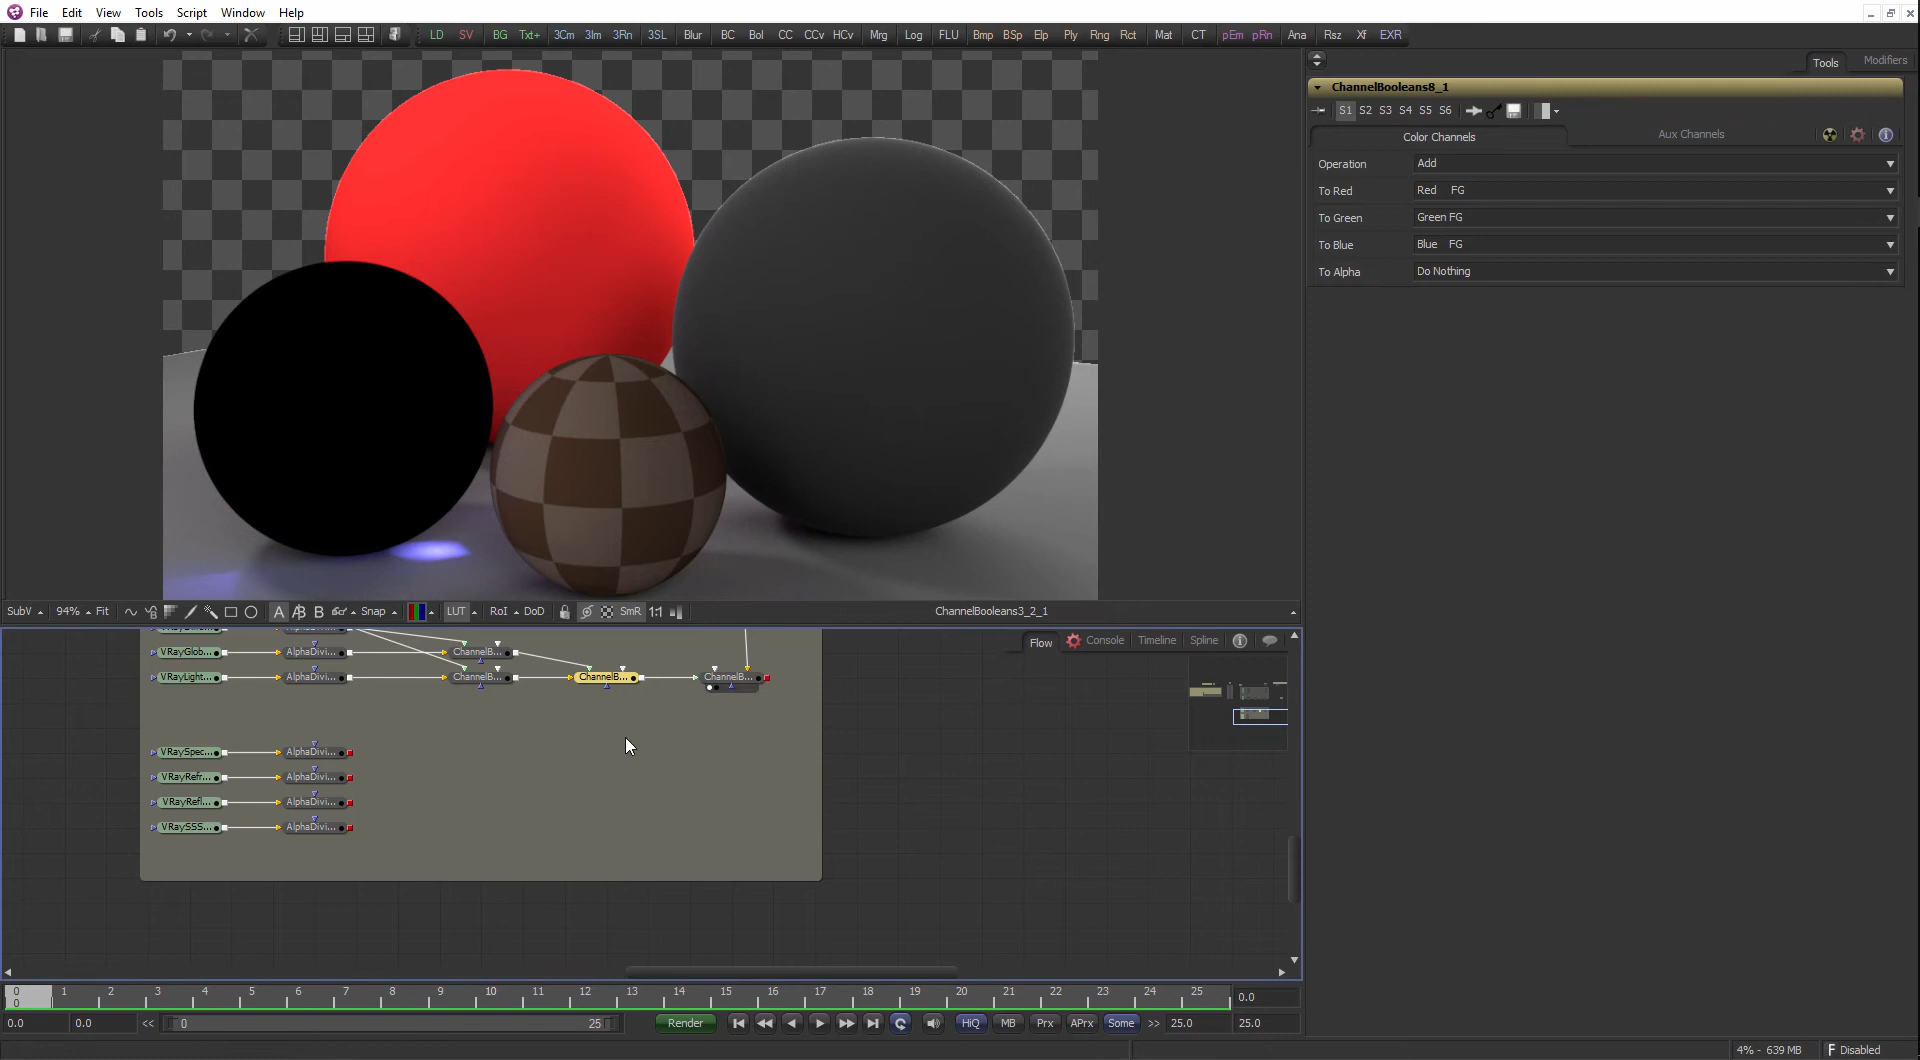 File Edit View Tools Script Window Help
LD SV BG Txt+ 3Cm 3Im 3Rn 3SL Blur BC Bol CC CCv HCv Mrg Log FLU Bmp BSp Elp Ply Rng Rct Mat CT pEm pRn Ana Rsz Xf EXR
Tools Modifiers
ChannelBooleans8_1
S1 S2 S3 S4 S5 S6
Color Channels Aux Channels
Operation Add
To Red Red FG
To Green Green FG
To Blue Blue FG
To Alpha Do Nothing
SubV 94% Fit A B Snap LUT RoI DoD SmR 1:1 ChannelBooleans3_2_1
Flow Console Timeline Spline
VRayGlob... AlphaDivi... ChannelB...
VRayLight... AlphaDivi... ChannelB... ChannelB... ChannelB...
VRaySpec... AlphaDivi...
VRayRefr... AlphaDivi...
VRayRefl... AlphaDivi...
VRaySSS... AlphaDivi...
0 1 2 3 4 5 6 7 8 9 10 11 12 13 14 15 16 17 18 19 20 21 22 23 24 25 0.0
0
0.0 0.0 << 0 25 Render HiQ MB Prx APrx Some >> 25.0 25.0
4% - 639 MB F Disabled